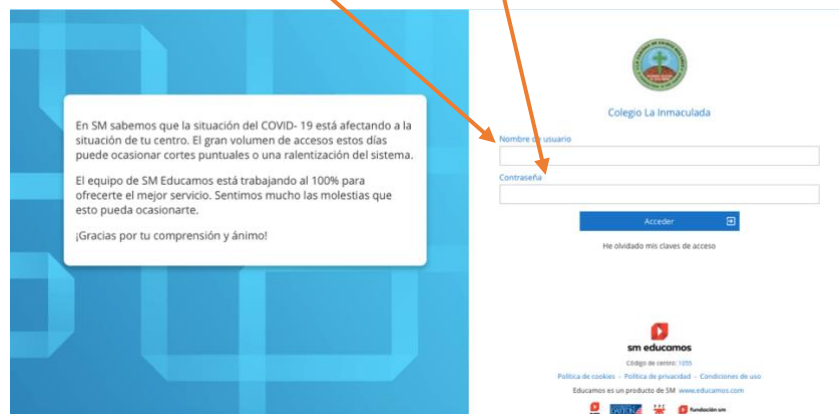 En SM sabemos que la situación del COVID- 19 está afectando a la
situación de tu centro. El gran volumen de accesos estos días
puede ocasionar cortes puntuales o una ralentización del sistema.
El equipo de SM Educamos está trabajando al 100% para
ofrecerte el mejor servicio. Sentimos mucho las molestias que
esto pueda ocasionarte.
¡Gracias por tu comprensión y ánimo!
Colegio La Inmaculada
Nombre de usuario
Contraseña
Acceder
He olvidado mis claves de acceso
sm educamos
Código de centro: 1255
Política de cookies - Política de privacidad - Condiciones de uso
Educamos es un producto de SM www.educamos.com
fundación sm